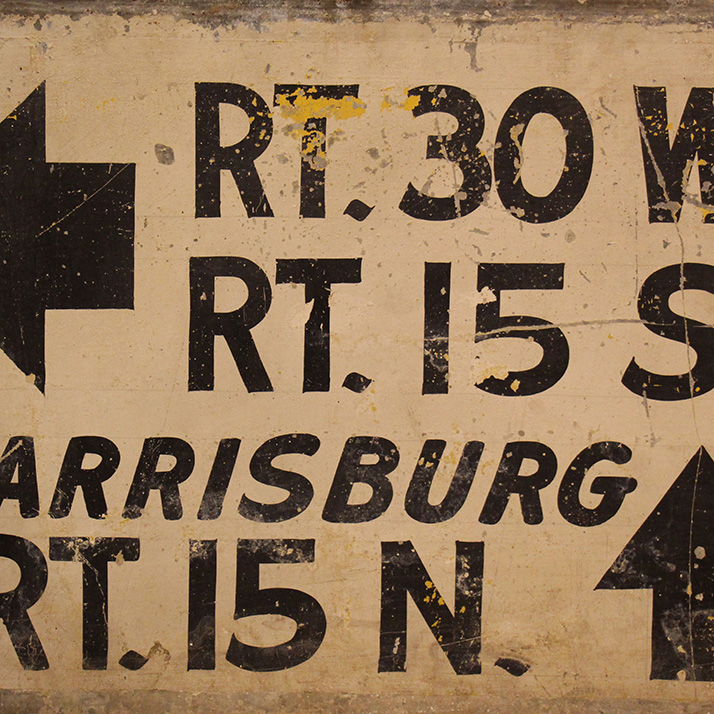 RT. 30 W
RT. 15 S
ARRISBURG
RT. 15 N.